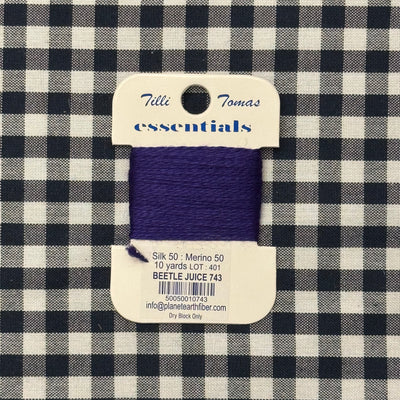 Tilli Tomas
essentials
Silk 50 : Merino 50
10 yards LOT : 401
BEETLE JUICE 743
50050010743
info@planetearthfiber.com
Dry Block Only